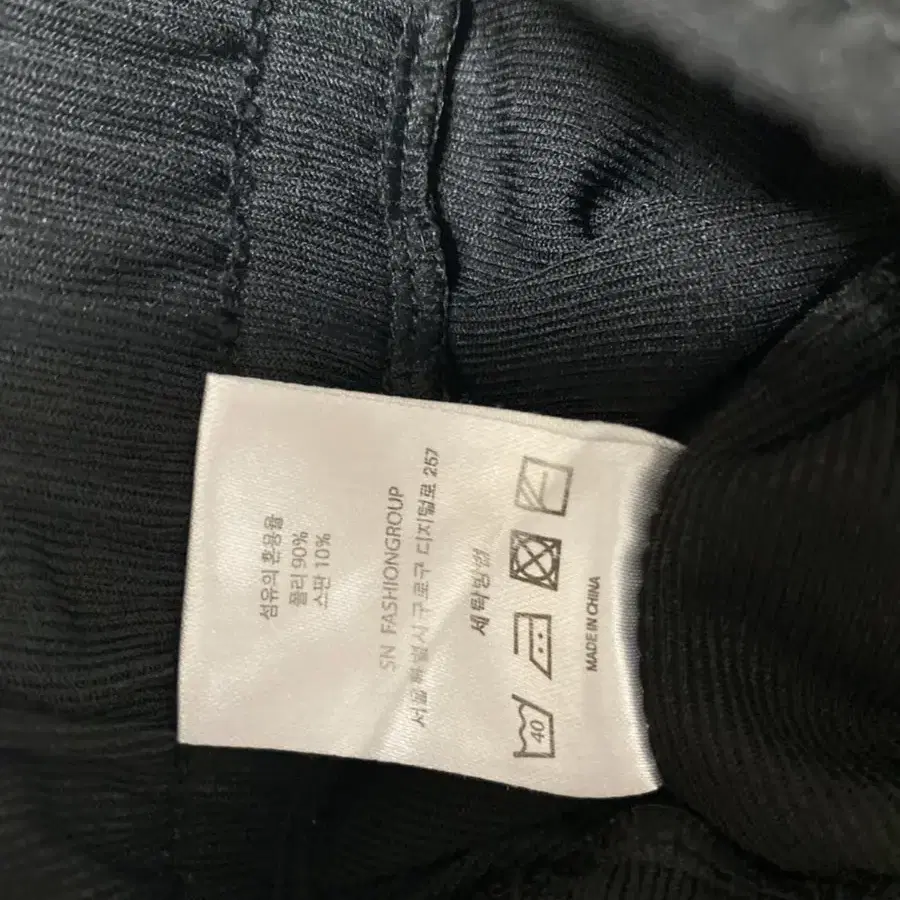 섬유의혼용율
폴리 90%
스판 10%
SN FASHIONGROUP
서울특별시 구로구 디지털로 257
세탁방법
40
MADE IN CHINA